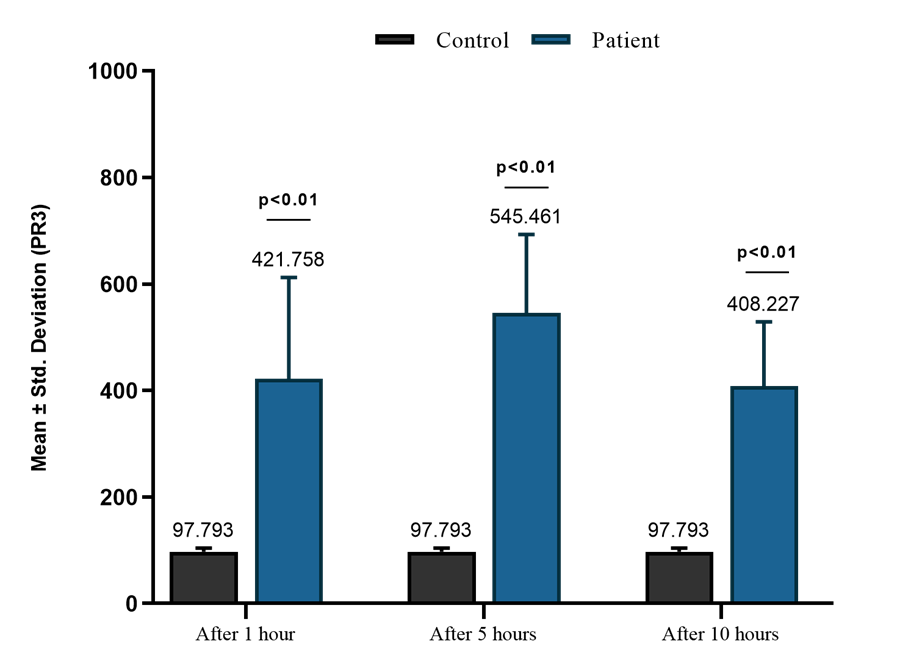 Control Patient
Mean ± Std. Deviation (PR3)
1000
800
600
400
200
0
p<0.01
421.758
97.793
p<0.01
545.461
97.793
p<0.01
408.227
97.793
After 1 hour
After 5 hours
After 10 hours